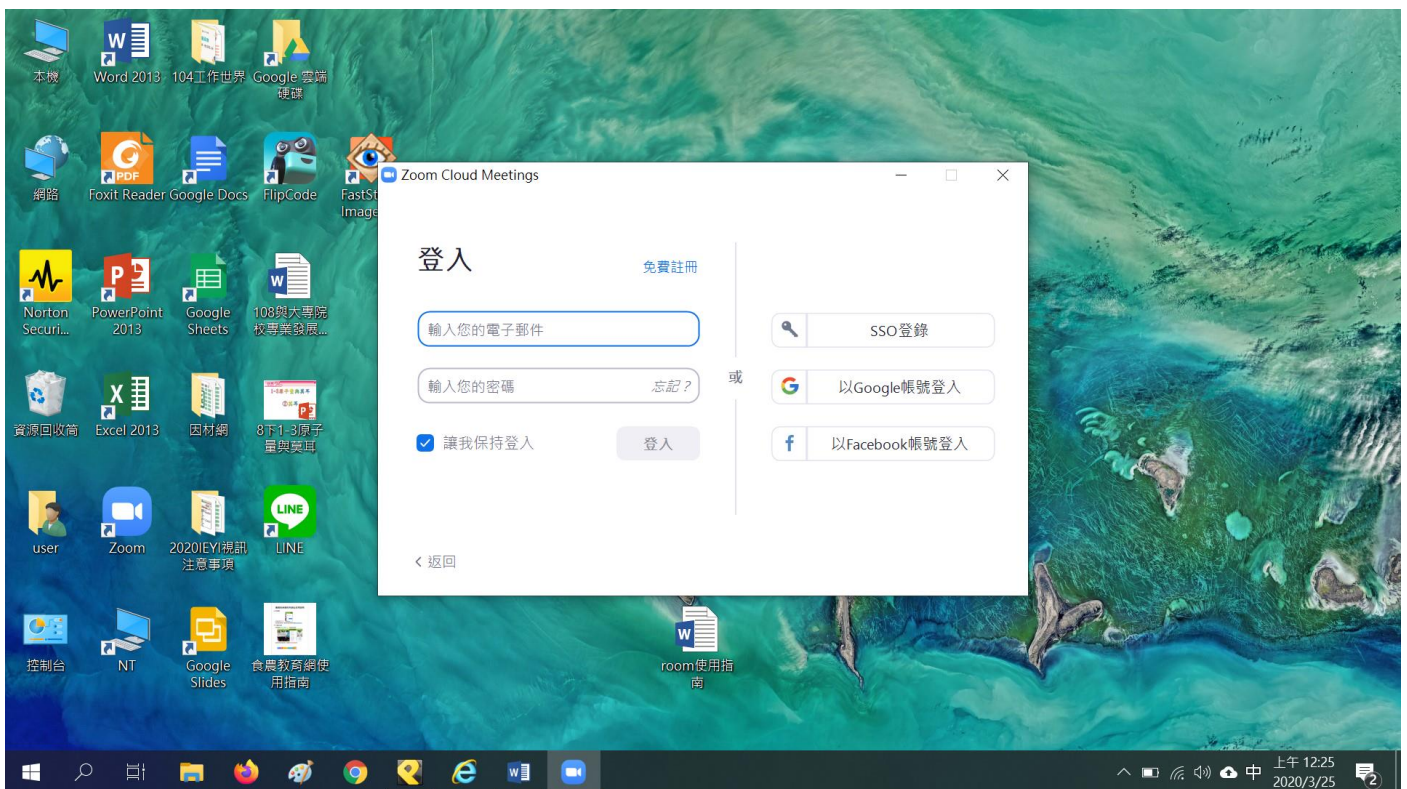 本機
Word 2013
104工作世界
Google 雲端
硬碟
網路
PDF
Foxit Reader
Google Docs
FlipCode
FastSt
Image
Norton
Securi...
PowerPoint
2013
Google
Sheets
108與大專院
校專業發展...
資源回收筒
Excel 2013
因材網
8下1-3原子
量與莫耳
user
Zoom
2020IEYI視訊
注意事項
LINE
LINE
控制台
NT
Google
Slides
食農教育網使
用指南
room使用指
南
Zoom Cloud Meetings
登入
免費註冊
輸入您的電子郵件
輸入您的密碼
忘記?
讓我保持登入
登入
或
SSO登錄
以Google帳號登入
以Facebook帳號登入
返回
中
上午 12:25
2020/3/25
2